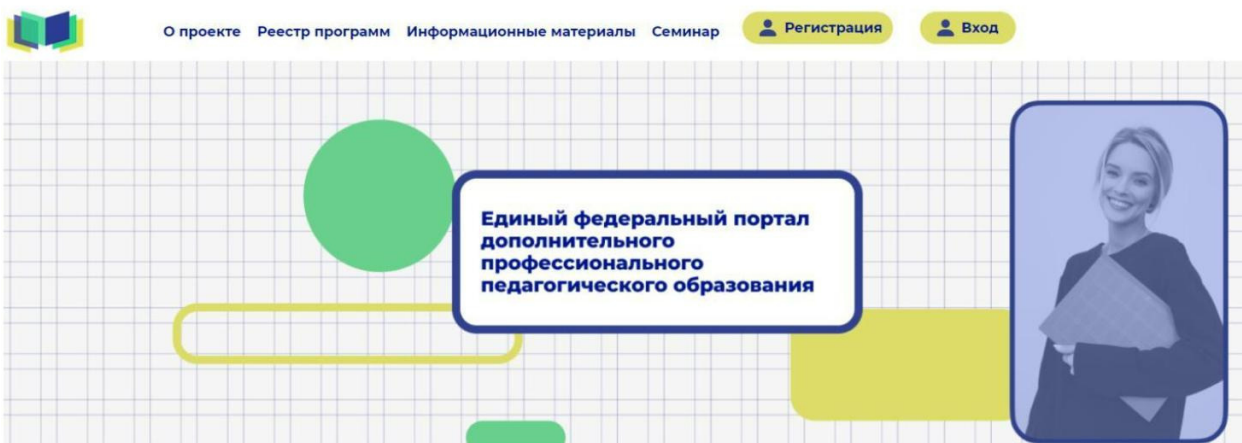 О проекте Реестр программ Информационные материалы Семинар Регистрация Вход
Единый федеральный портал
дополнительного
профессионального
педагогического образования